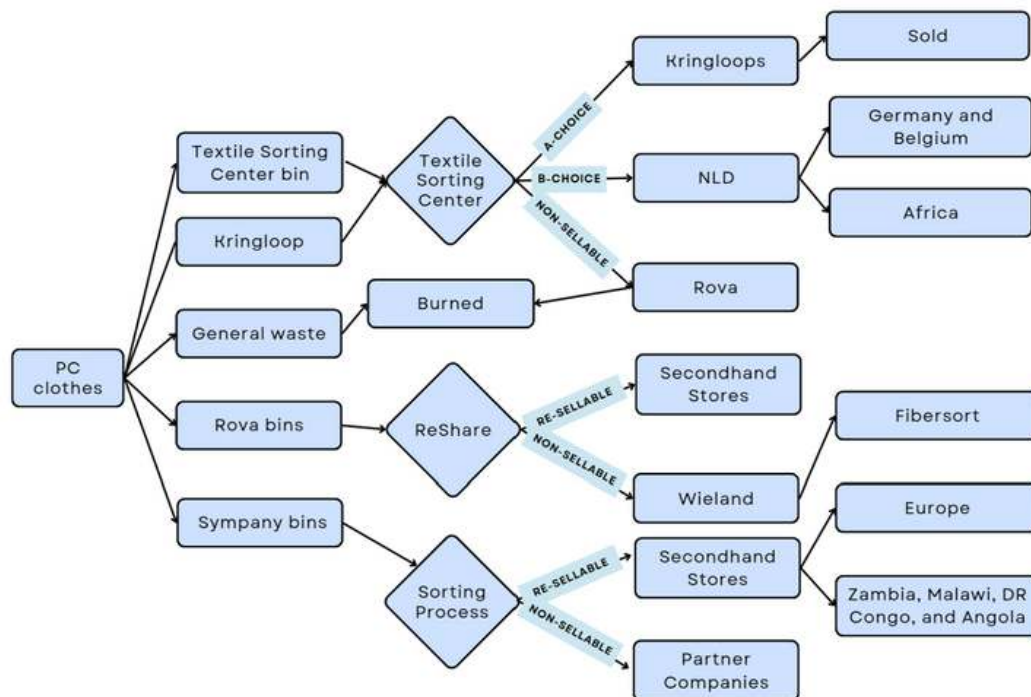 Kringloops
Sold
Germany and
Belgium
Textile Sorting
Center bin
Textile
Sorting
Center
A-CHOICE
B-CHOICE
NON-SELLABLE
NLD
Africa
Kringloop
Burned
Rova
General waste
PC
clothes
Secondhand
Stores
Rova bins
ReShare
RE-SELLABLE
NON-SELLABLE
Fibersort
Wieland
Sympany bins
Europe
Secondhand
Stores
Sorting
Process
RE-SELLABLE
NON-SELLABLE
Zambia, Malawi, DR
Congo, and Angola
Partner
Companies